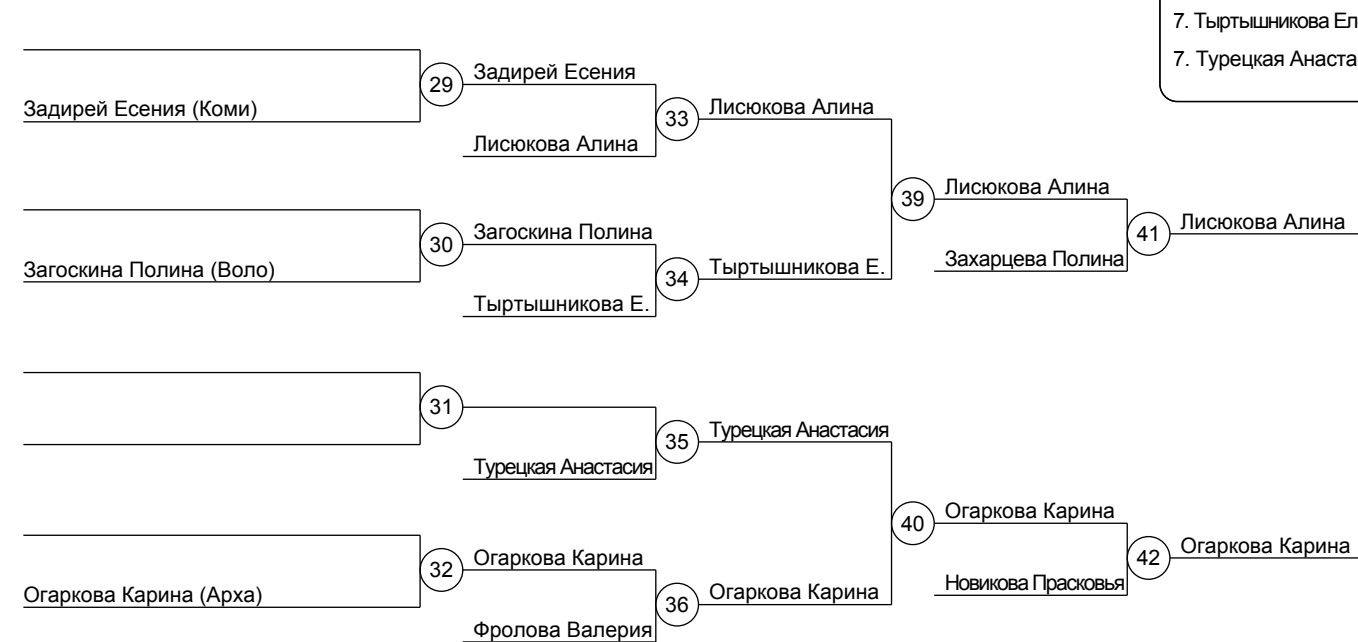 7. Тыртышникова Ел
7. Турецкая Анаста
29
Задирей Есения
Задирей Есения (Коми)
33
Лисюкова Алина
Лисюкова Алина
39
Лисюкова Алина
30
Загоскина Полина
41
Лисюкова Алина
Загоскина Полина (Воло)
34
Тыртышникова Е.
Захарцева Полина
Тыртышникова Е.
31
35
Турецкая Анастасия
Турецкая Анастасия
40
Огаркова Карина
32
Огаркова Карина
42
Огаркова Карина
Огаркова Карина (Арха)
36
Огаркова Карина
Новикова Прасковья
Фролова Валерия